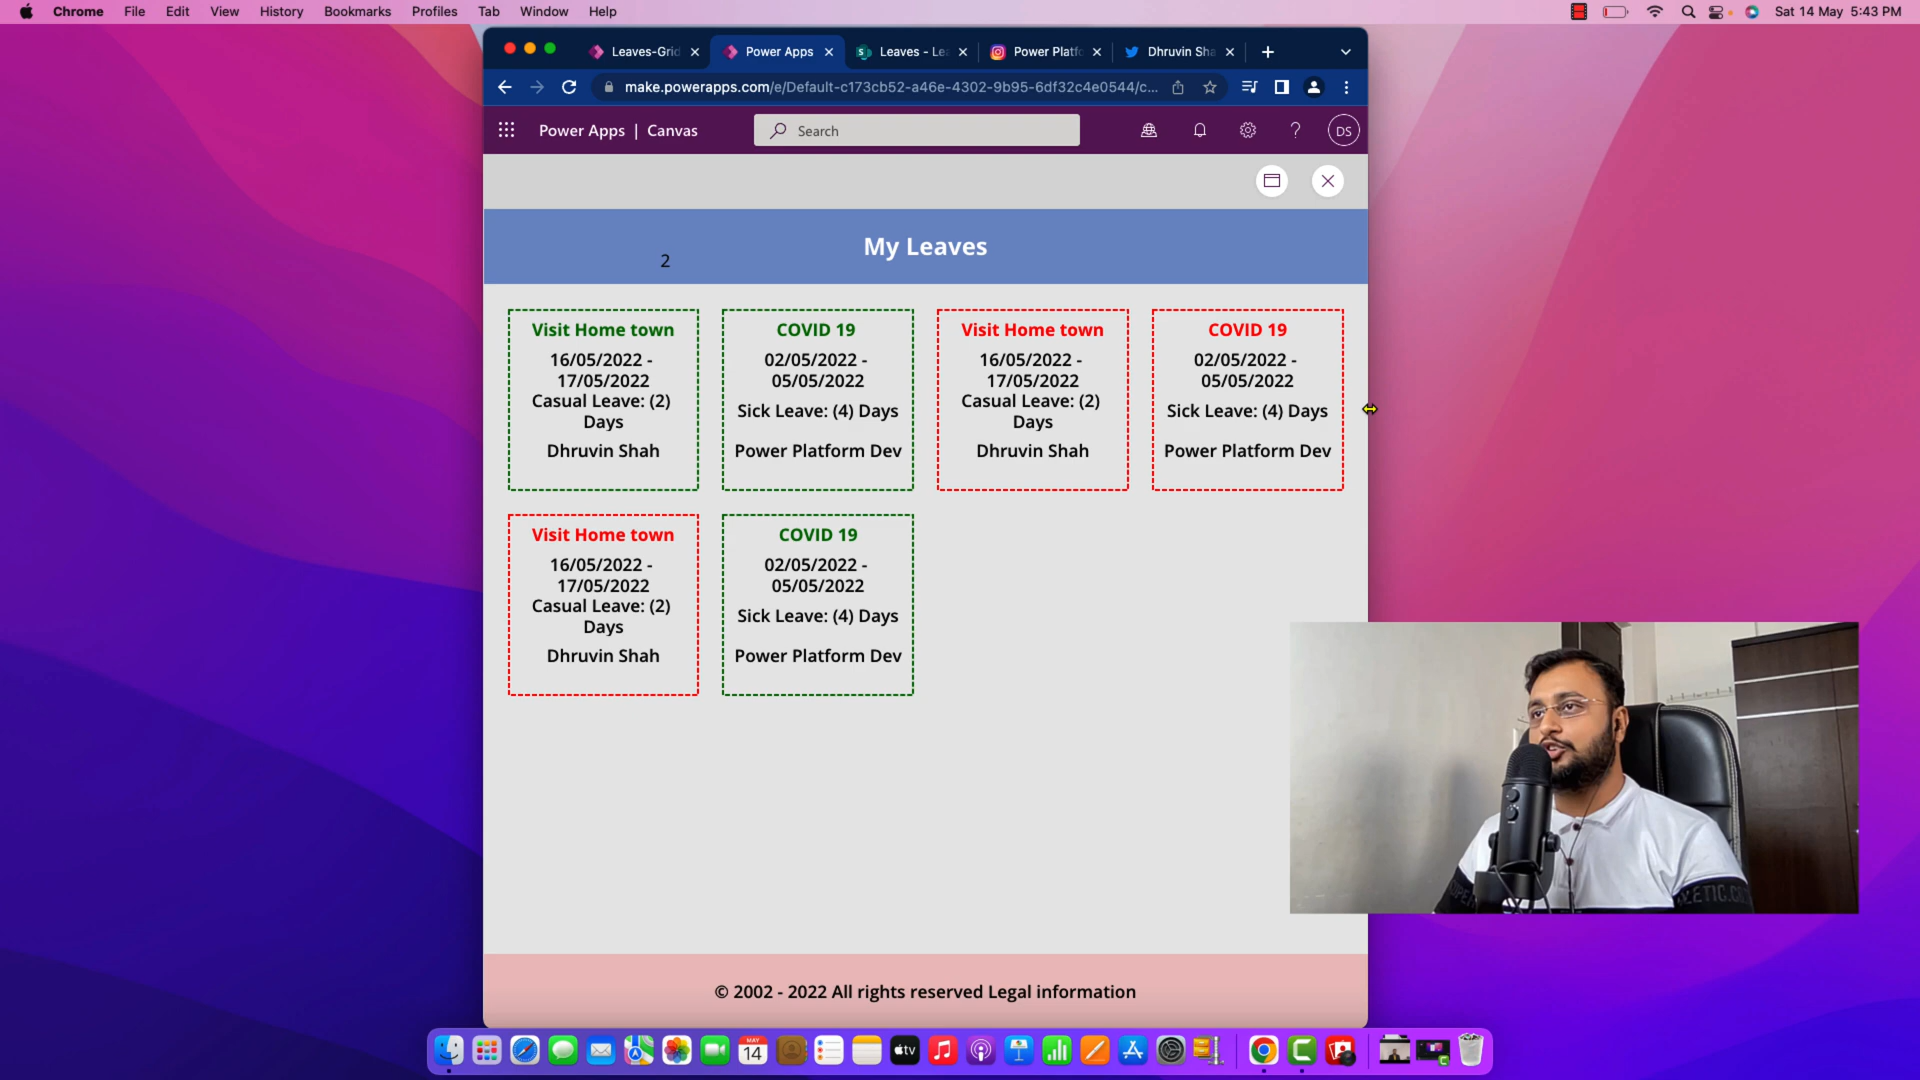 Chrome File Edit View History Bookmarks Profiles Tab Window Help Sat 14 May 5:43 PM
Leaves-Grid Power Apps Leaves - Lea Power Platfo Dhruvin Sha
make.powerapps.com/e/Default-c173cb52-a46e-4302-9b95-6df32c4e0544/c...
Power Apps | Canvas Search DS
My Leaves
2
Visit Home town
16/05/2022 -
17/05/2022
Casual Leave: (2)
Days
Dhruvin Shah
COVID 19
02/05/2022 -
05/05/2022
Sick Leave: (4) Days
Power Platform Dev
Visit Home town
16/05/2022 -
17/05/2022
Casual Leave: (2)
Days
Dhruvin Shah
COVID 19
02/05/2022 -
05/05/2022
Sick Leave: (4) Days
Power Platform Dev
Visit Home town
16/05/2022 -
17/05/2022
Casual Leave: (2)
Days
Dhruvin Shah
COVID 19
02/05/2022 -
05/05/2022
Sick Leave: (4) Days
Power Platform Dev
© 2002 - 2022 All rights reserved Legal information
MAY
14
tv